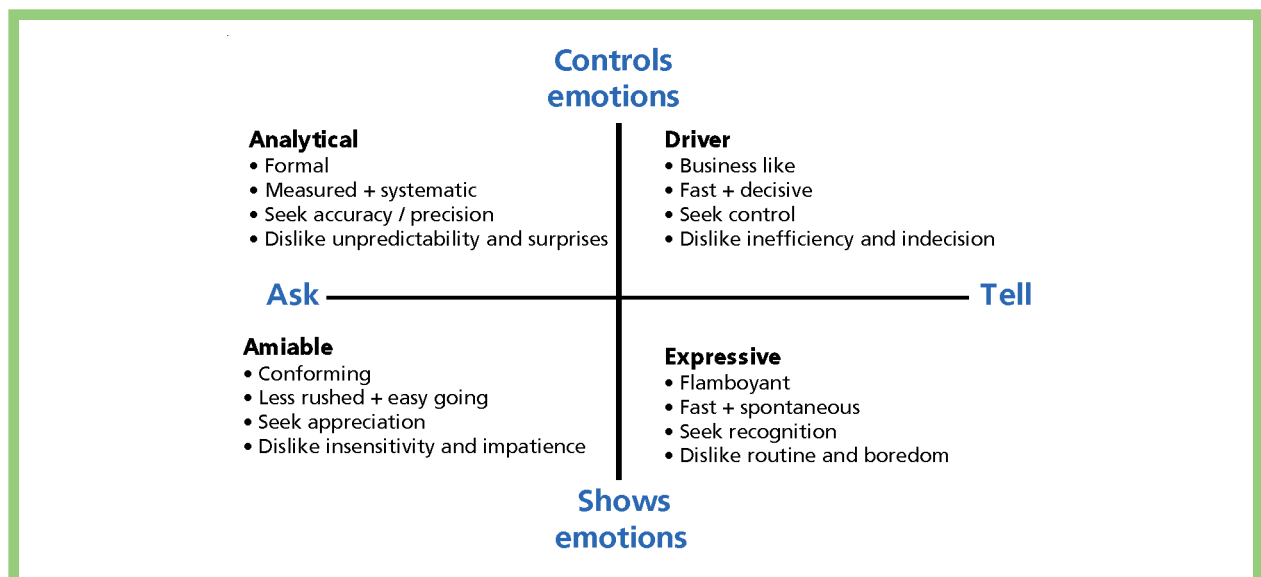 Controls
emotions
Analytical
• Formal
• Measured + systematic
• Seek accuracy / precision
• Dislike unpredictability and surprises
Driver
• Business like
• Fast + decisive
• Seek control
• Dislike inefficiency and indecision
Ask
Tell
Amiable
• Conforming
• Less rushed + easy going
• Seek appreciation
• Dislike insensitivity and impatience
Expressive
• Flamboyant
• Fast + spontaneous
• Seek recognition
• Dislike routine and boredom
Shows
emotions